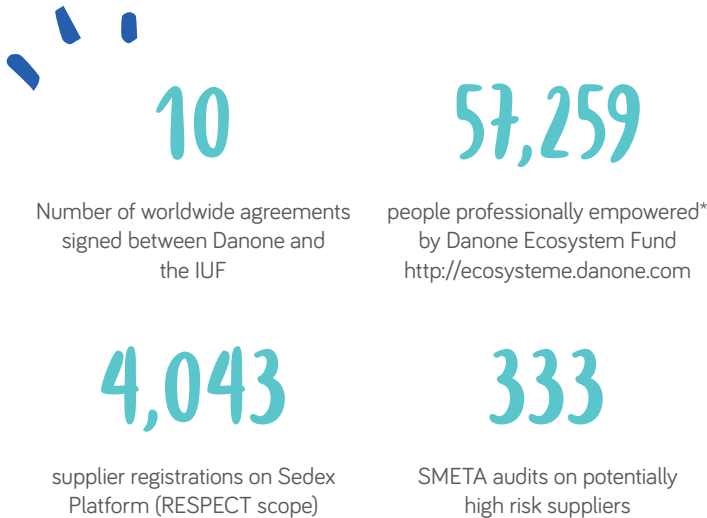 10
Number of worldwide agreements
signed between Danone and
the IUF
57,259
people professionally empowered*
by Danone Ecosystem Fund
http://ecosysteme.danone.com
4,043
supplier registrations on Sedex
Platform (RESPECT scope)
333
SMETA audits on potentially
high risk suppliers